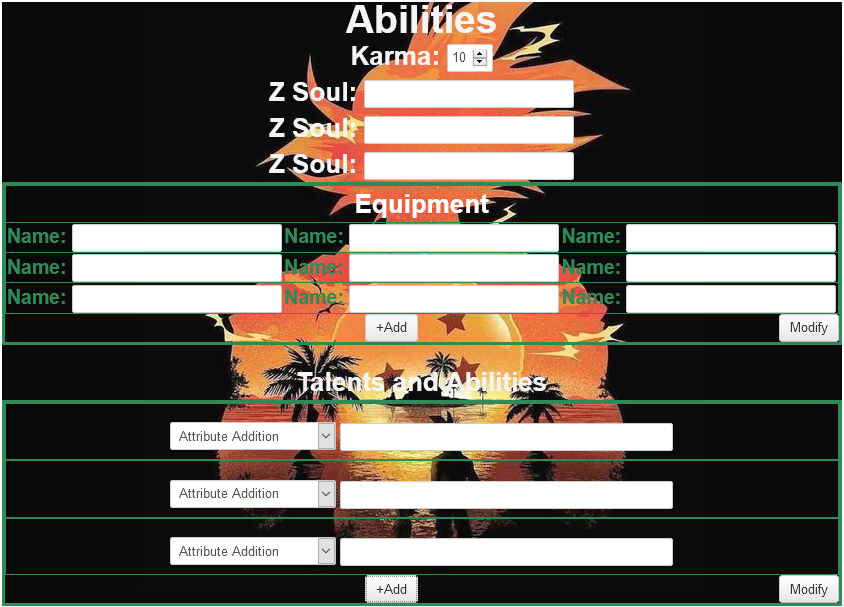 Abilities
Karma: 10
Z Soul:
Z Soul:
Z Soul:
Equipment
Name: Name: Name:
Name: Name: Name:
Name: Name: Name:
+Add Modify
Talents and Abilities
Attribute Addition
Attribute Addition
Attribute Addition
+Add Modify